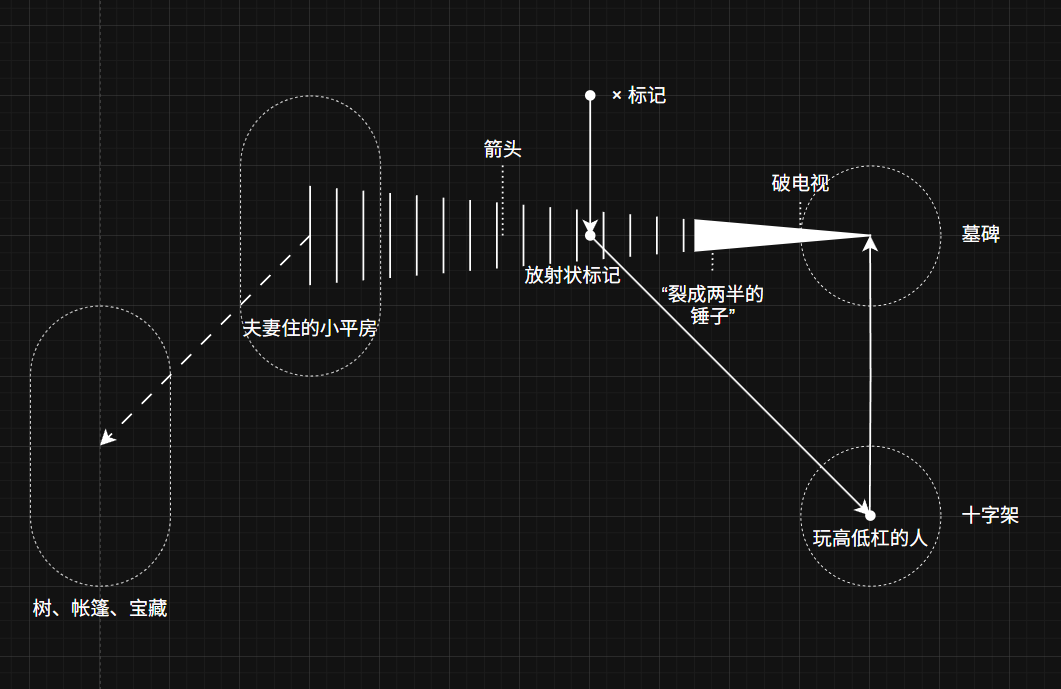 × 标记
箭头
破电视
墓碑
放射状标记
“裂成两半的
锤子”
夫妻住的小平房
十字架
玩高低杠的人
树、帐篷、宝藏